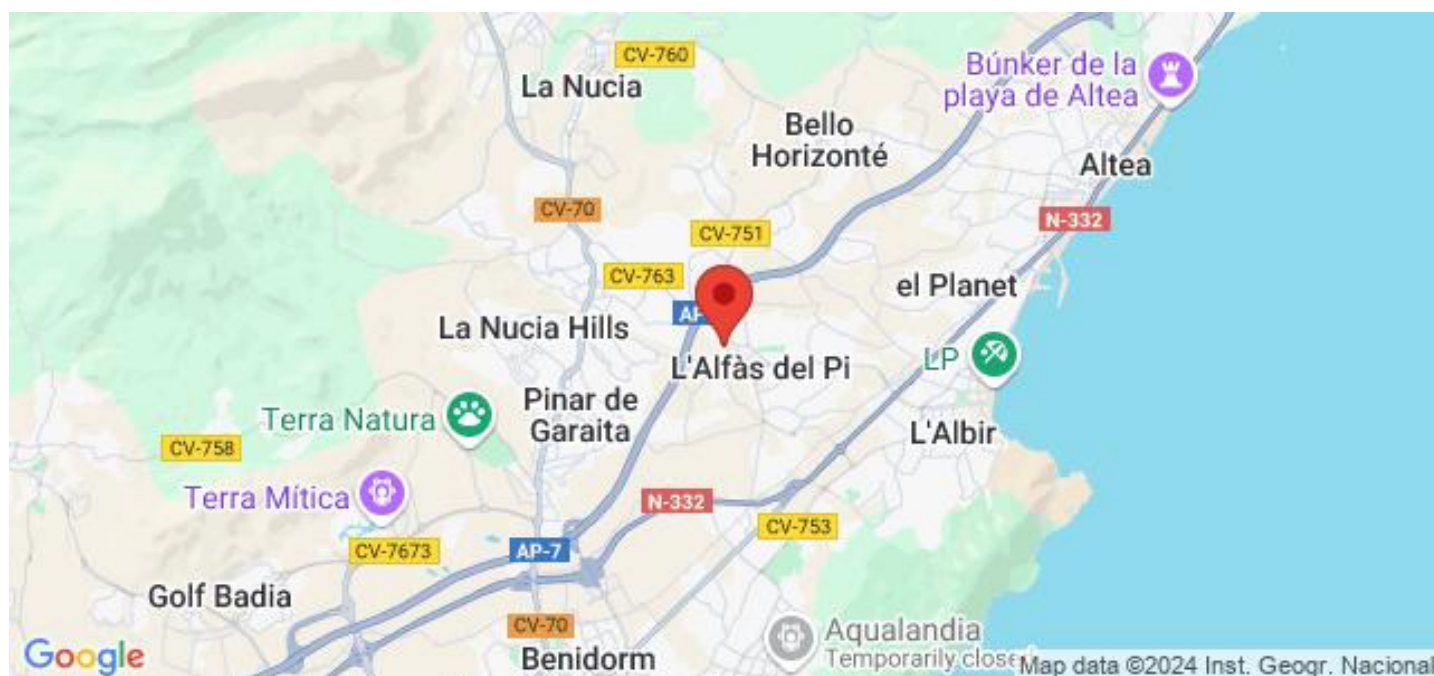 CV-760
La Nucia
Búnker de la
playa de Altea
Bello
Horizonté
Altea
CV-70
N-332
CV-751
CV-763
el Planet
La Nucia Hills
L'Alfàs del Pi
LP
Pinar de
Garaita
Terra Natura
L'Albir
CV-758
Terra Mítica
N-332
CV-753
CV-7673
AP-7
Golf Badia
CV-70
Aqualandia
Temporarily
Benidorm
Google
Map data ©2024 Inst. Geogr. Nacional